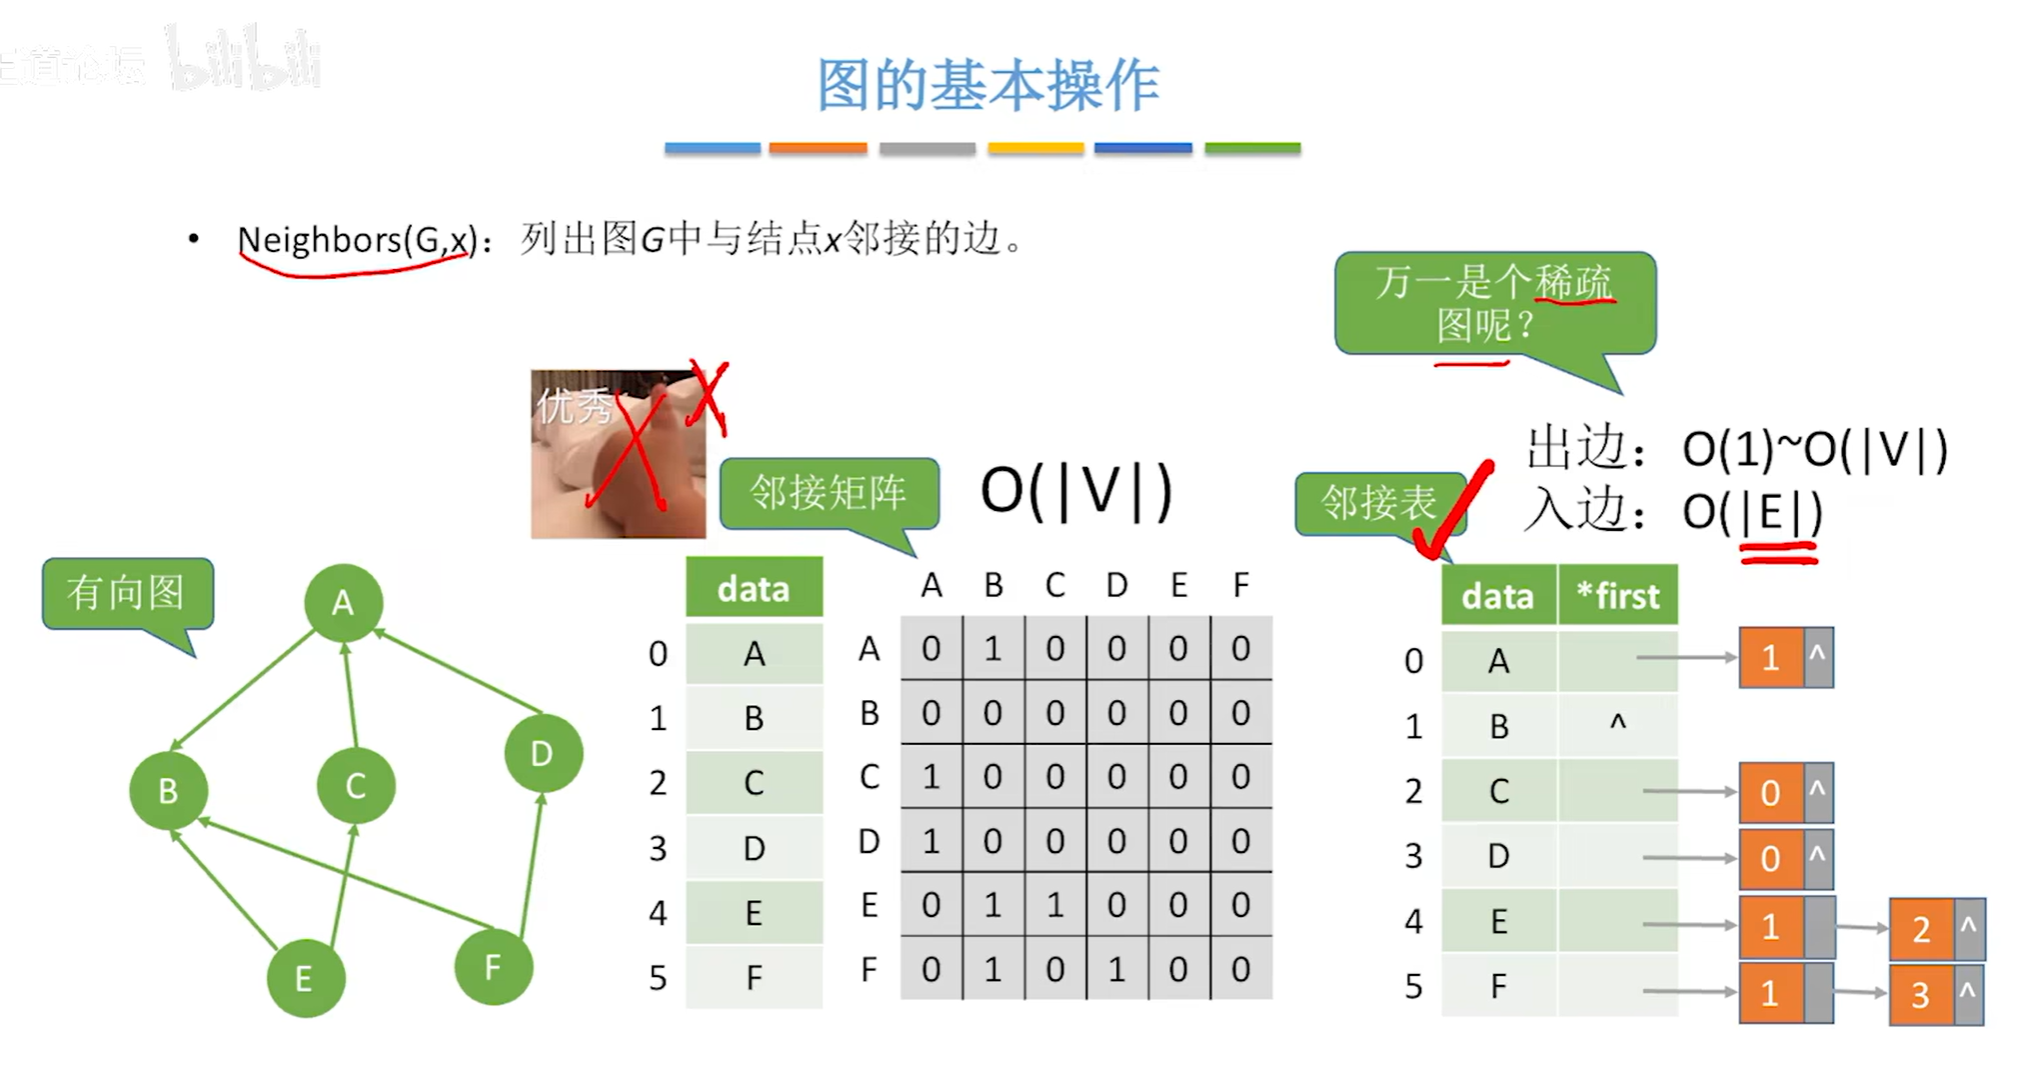 王道论坛 bilibili
图的基本操作
• Neighbors(G,x)：列出图G中与结点x邻接的边。
万一是个稀疏
图呢？
优秀
出边：O(1)~O(|V|)
入边：O(|E|)
邻接矩阵
O(|V|)
邻接表
有向图
A
B
C
D
E
F
data
0 A
1 B
2 C
3 D
4 E
5 F
A B C D E F
A 0 1 0 0 0 0
B 0 0 0 0 0 0
C 1 0 0 0 0 0
D 1 0 0 0 0 0
E 0 1 1 0 0 0
F 0 1 0 1 0 0
data *first
0 A 1 ^
1 B ^
2 C 0 ^
3 D 0 ^
4 E 1 2 ^
5 F 1 3 ^